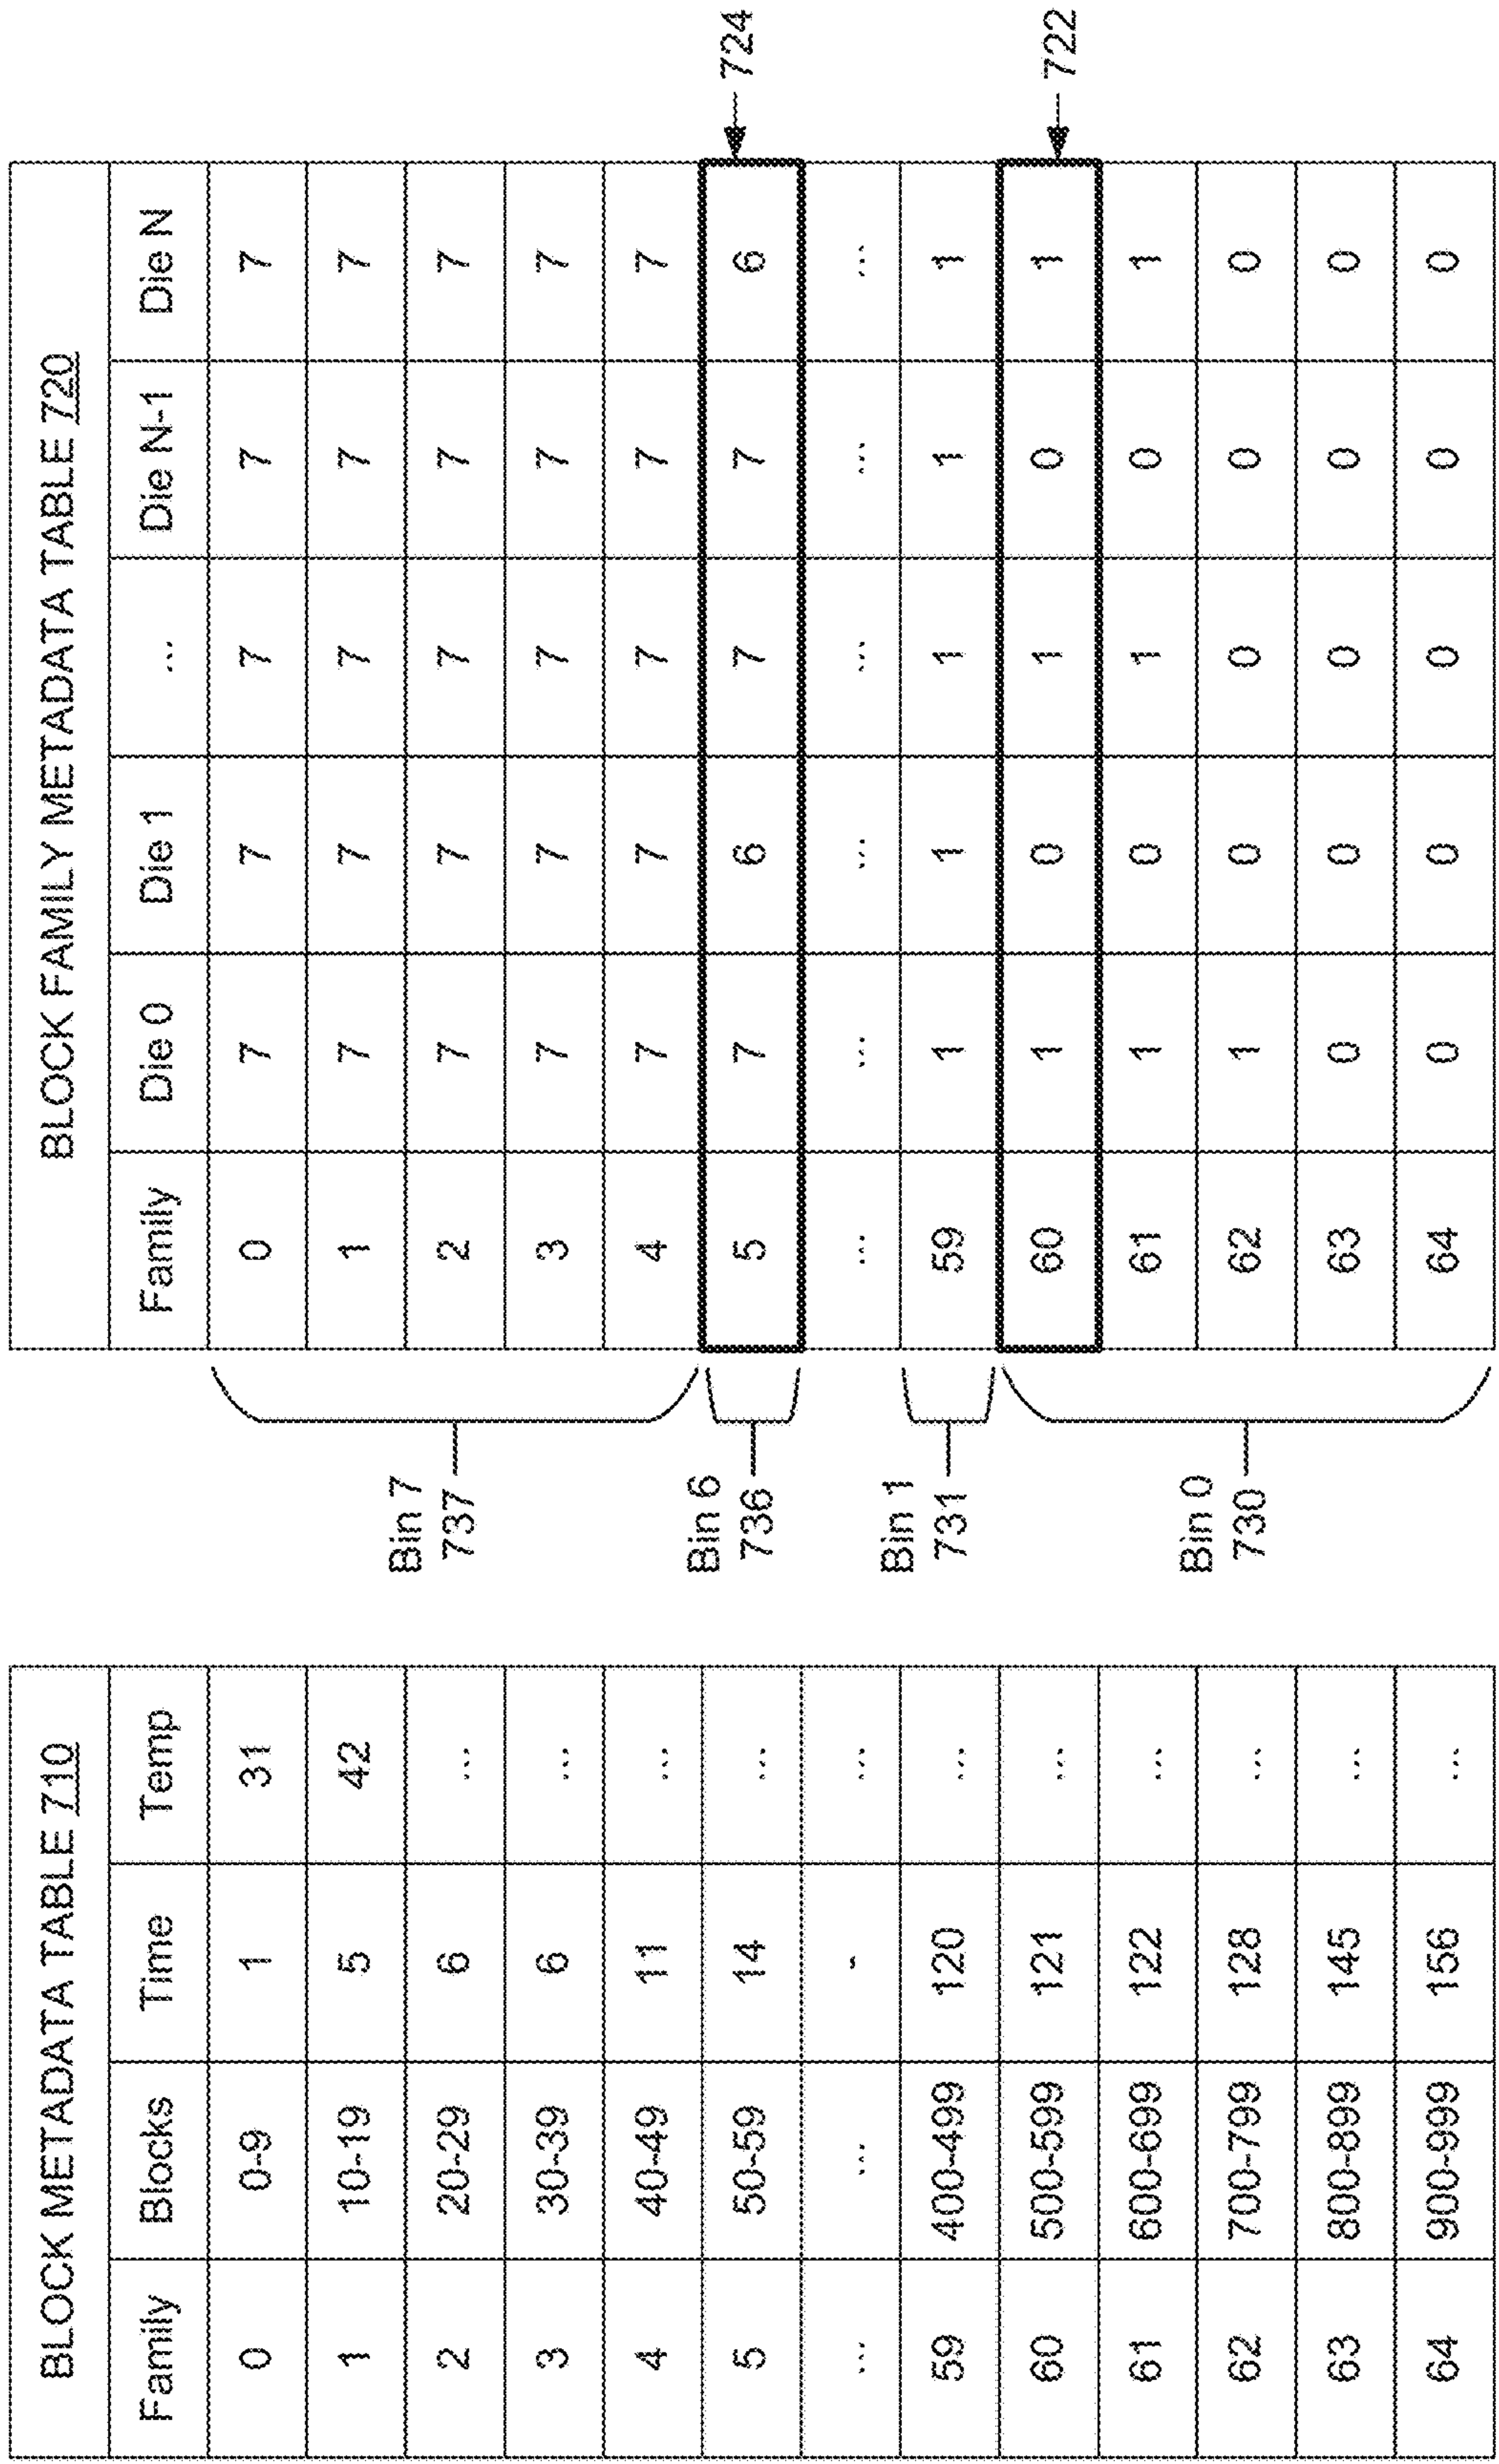 BLOCK METADATA TABLE 710
Family Blocks Time Temp
0 0-9 1 31
1 10-19 5 42
2 20-29 6 ...
3 30-39 6 ...
4 40-49 11 ...
5 50-59 14 ...
... ... - ...
59 400-499 120 ...
60 500-599 121 ...
61 600-699 122 ...
62 700-799 128 ...
63 800-899 145 ...
64 900-999 156 ...
Bin 7
737
Bin 6
736
Bin 1
731
Bin 0
730
BLOCK FAMILY METADATA TABLE 720
Family Die 0 Die 1 ... Die N-1 Die N
0 7 7 7 7 7
1 7 7 7 7 7
2 7 7 7 7 7
3 7 7 7 7 7
4 7 7 7 7 7
5 7 6 7 7 6
... ... ... ... ... ...
59 1 1 1 1 1
60 1 0 1 0 1
61 1 0 1 0 1
62 1 0 0 0 0
63 0 0 0 0 0
64 0 0 0 0 0
724
722